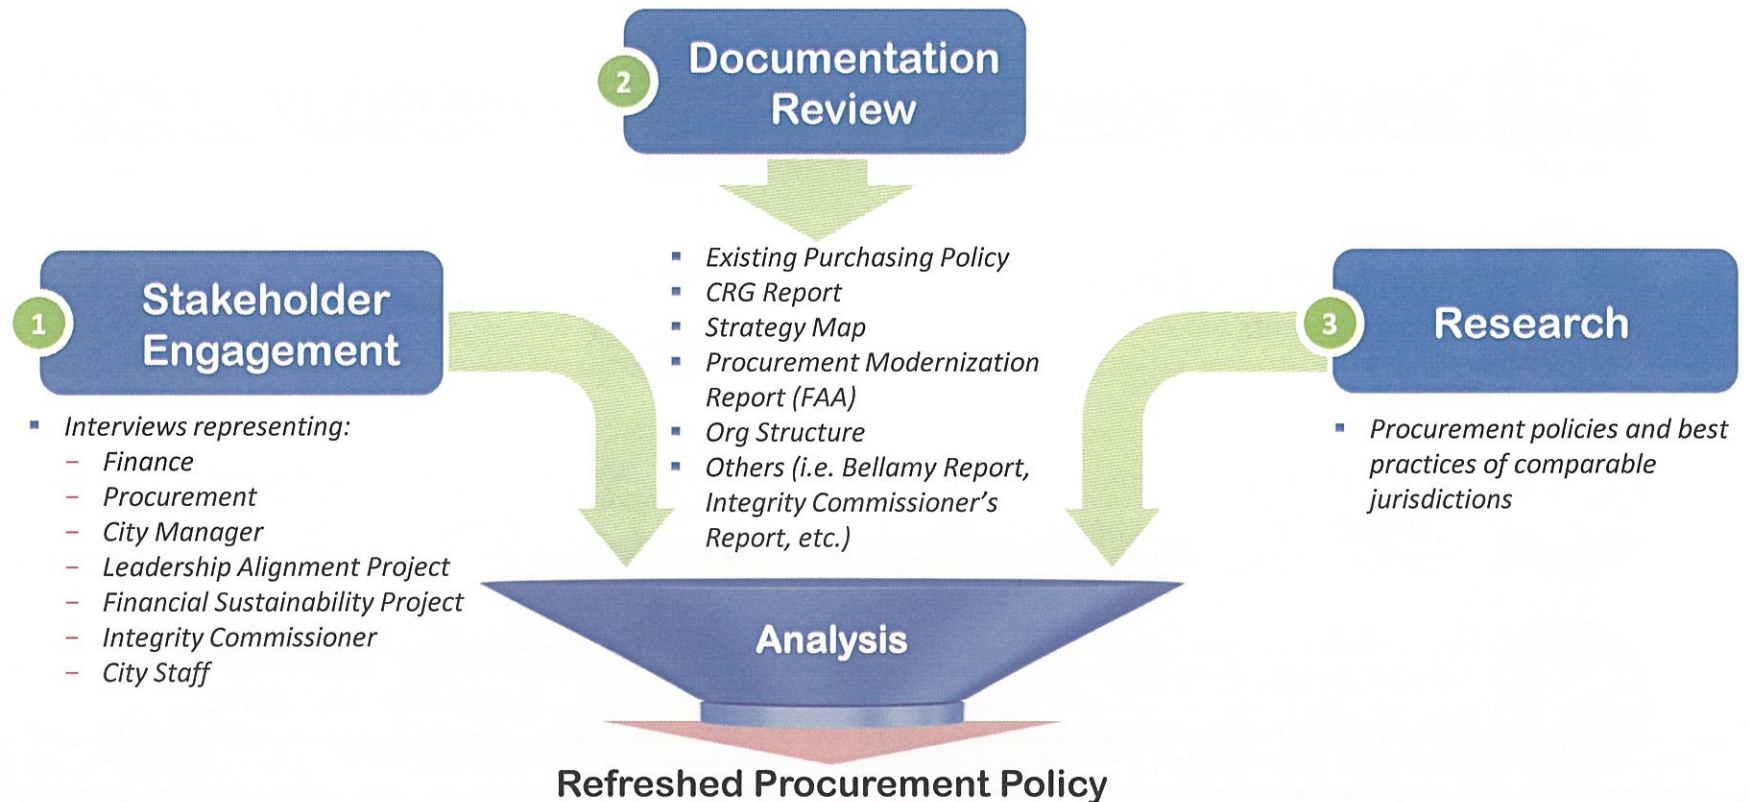 1
Stakeholder
Engagement
▪ Interviews representing:
– Finance
– Procurement
– City Manager
– Leadership Alignment Project
– Financial Sustainability Project
– Integrity Commissioner
– City Staff
2
Documentation
Review
▪ Existing Purchasing Policy
▪ CRG Report
▪ Strategy Map
▪ Procurement Modernization
Report (FAA)
▪ Org Structure
▪ Others (i.e. Bellamy Report,
Integrity Commissioner’s
Report, etc.)
3
Research
▪ Procurement policies and best
practices of comparable
jurisdictions
Analysis
Refreshed Procurement Policy